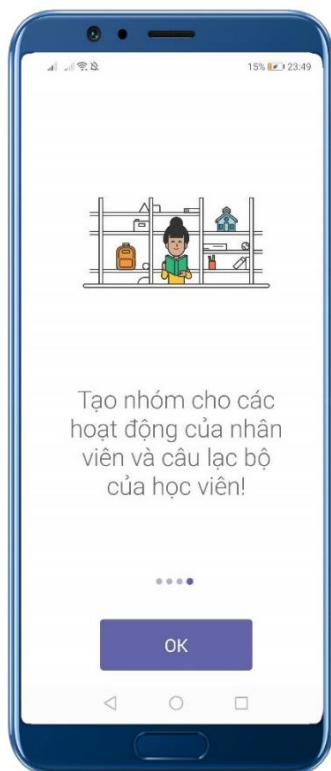 15% 23:49
Tạo nhóm cho các
hoạt động của nhân
viên và câu lạc bộ
của học viên!
OK